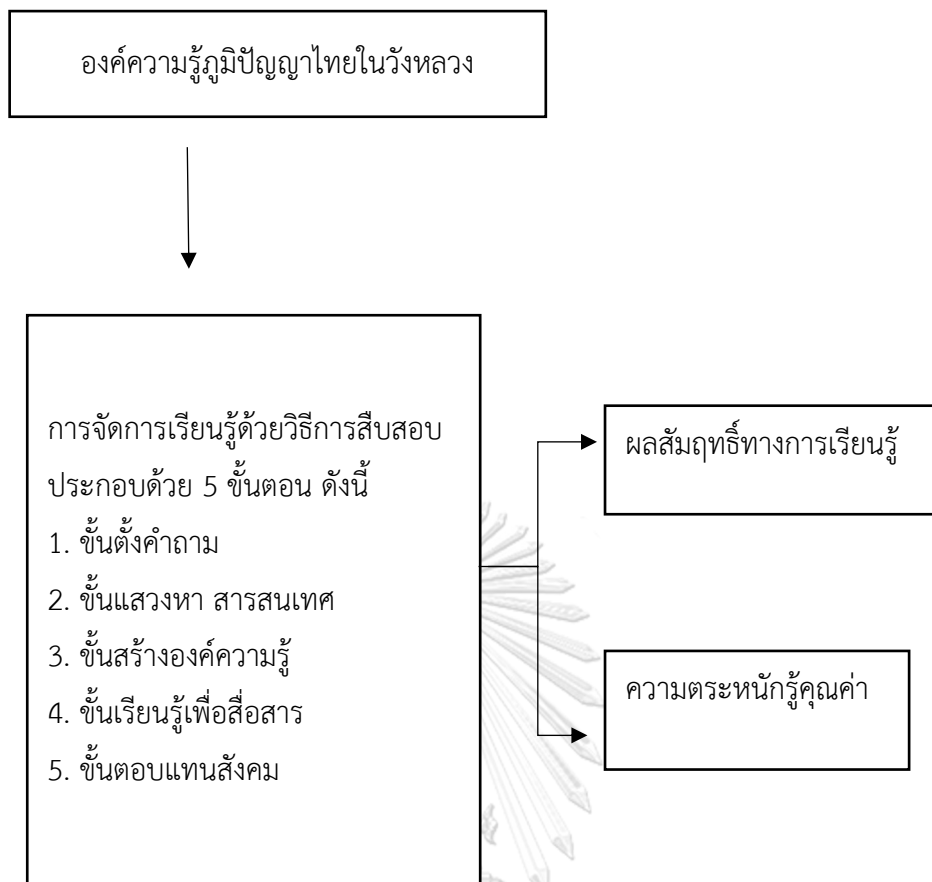 องค์ความรู้ภูมิปัญญาไทยในวังหลวง
การจัดการเรียนรู้ด้วยวิธีการสืบสอบ
ประกอบด้วย 5 ขั้นตอน ดังนี้
1. ขั้นตั้งคำถาม
2. ขั้นแสวงหา สารสนเทศ
3. ขั้นสร้างองค์ความรู้
4. ขั้นเรียนรู้เพื่อสื่อสาร
5. ขั้นตอบแทนสังคม
ผลสัมฤทธิ์ทางการเรียนรู้
ความตระหนักรู้คุณค่า